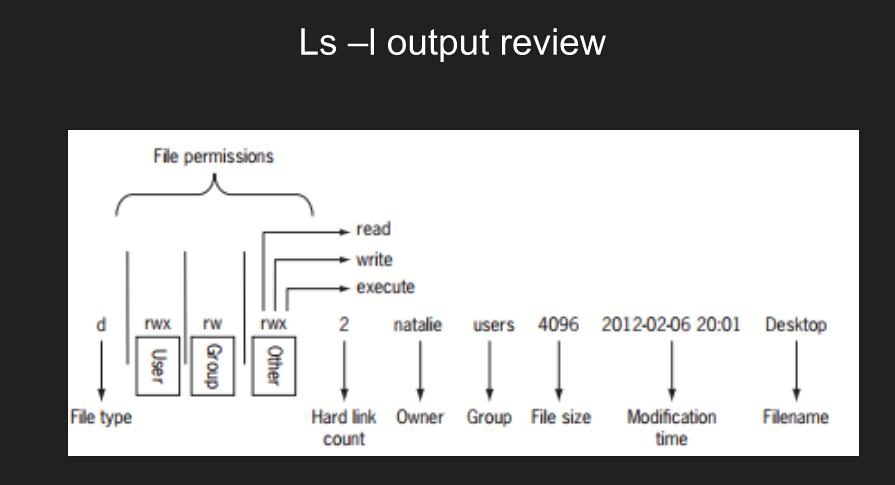 Ls –l output review
File permissions
read
write
execute
d rwx rw rwx 2 natalie users 4096 2012-02-06 20:01 Desktop
User Group Other
File type Hard link count Owner Group File size Modification time Filename